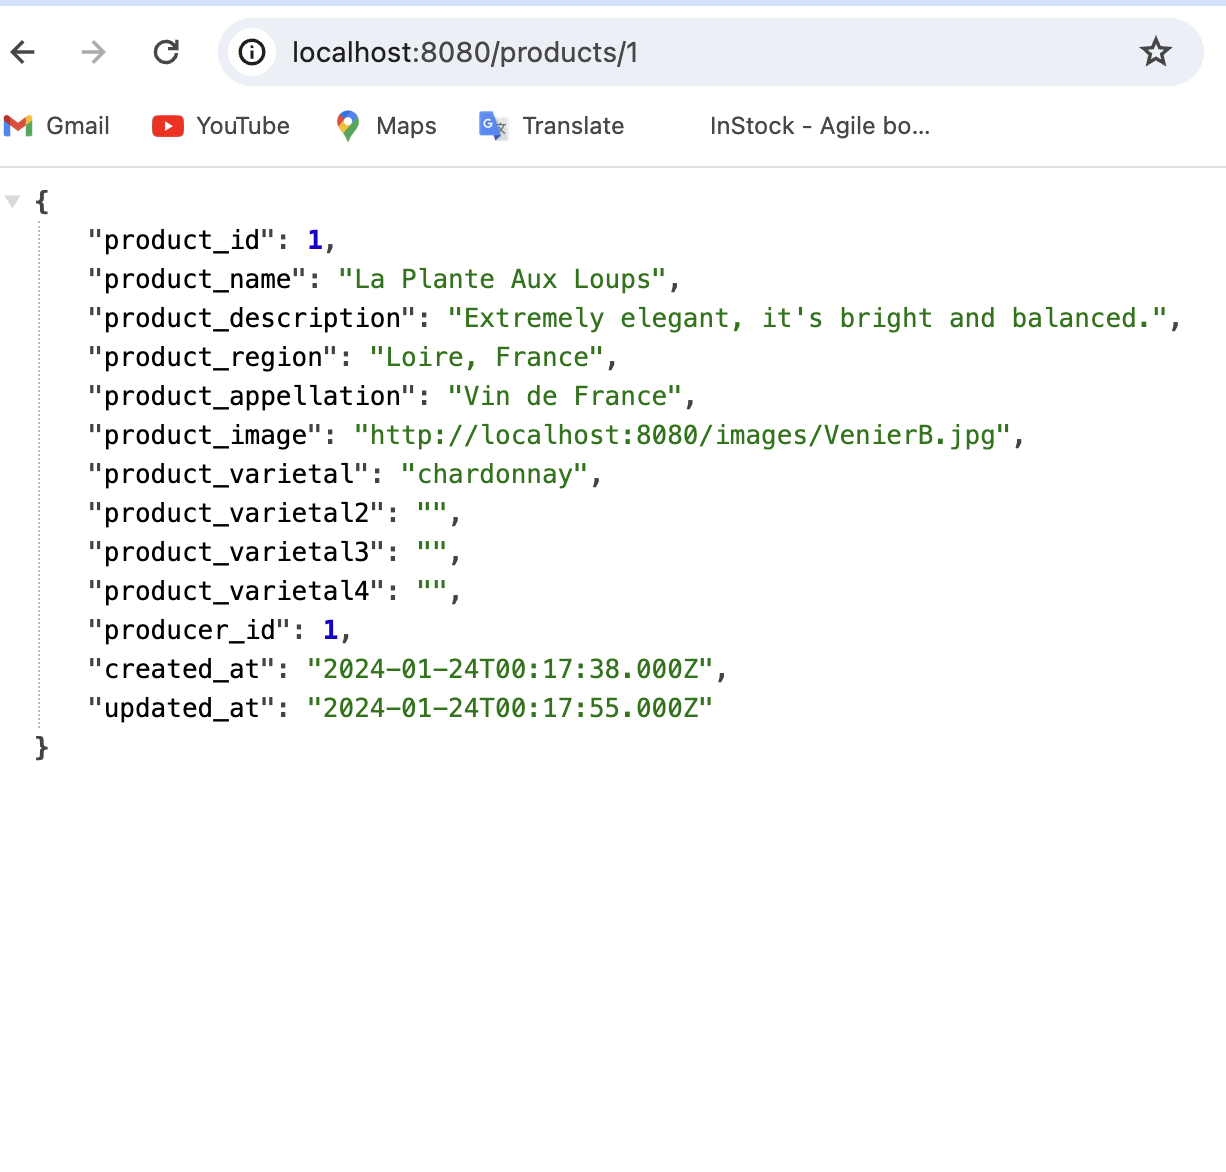 localhost:8080/products/1
Gmail YouTube Maps Translate InStock - Agile bo...
{
"product_id": 1,
"product_name": "La Plante Aux Loups",
"product_description": "Extremely elegant, it's bright and balanced.",
"product_region": "Loire, France",
"product_appellation": "Vin de France",
"product_image": "http://localhost:8080/images/VenierB.jpg",
"product_varietal": "chardonnay",
"product_varietal2": "",
"product_varietal3": "",
"product_varietal4": "",
"producer_id": 1,
"created_at": "2024-01-24T00:17:38.000Z",
"updated_at": "2024-01-24T00:17:55.000Z"
}